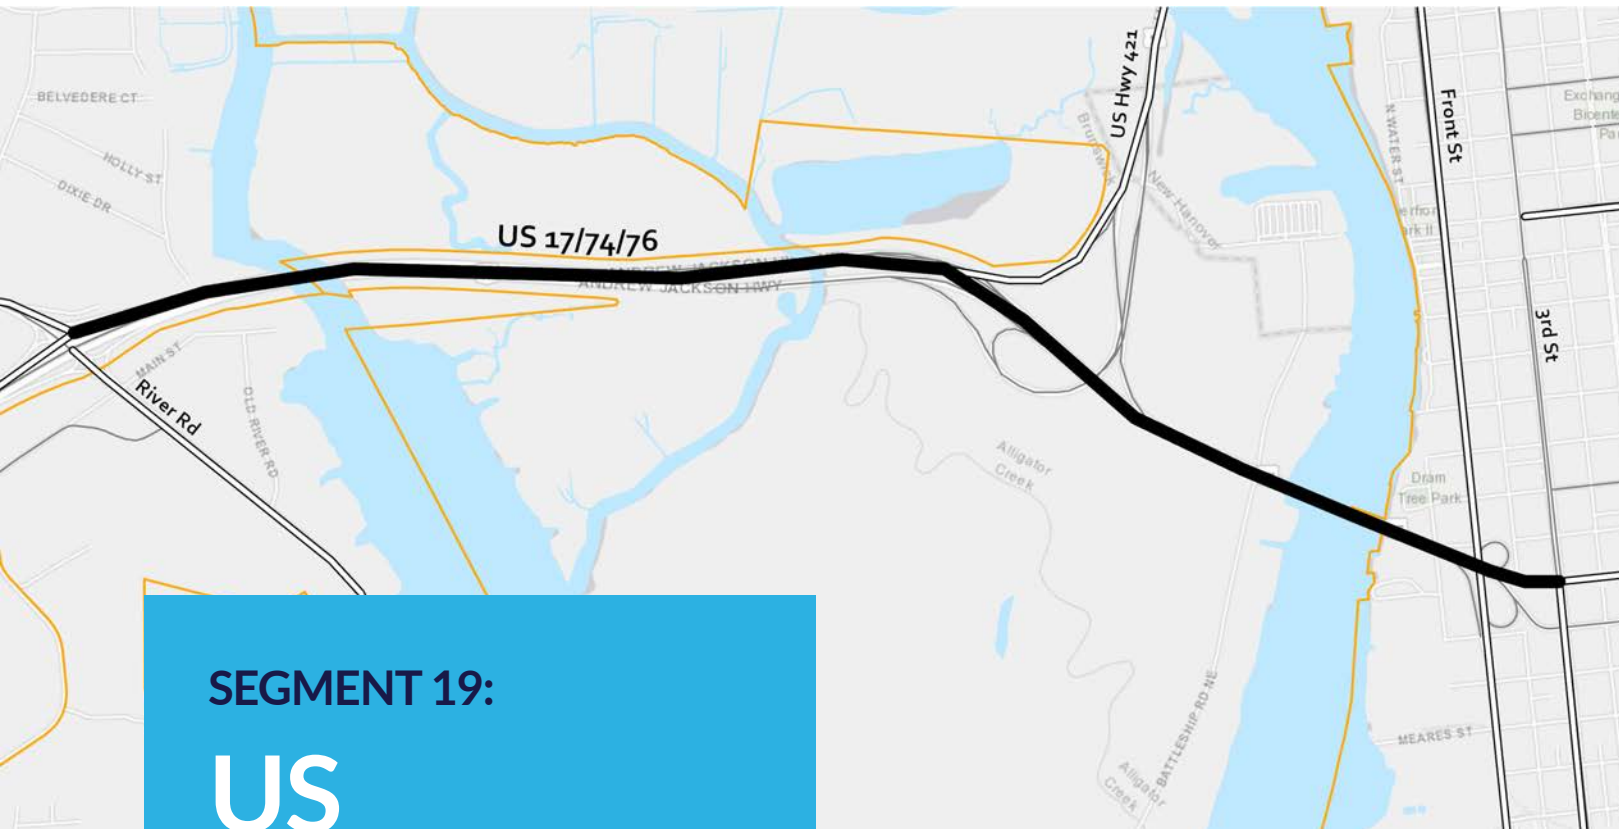 BELVEDERE CT
HOLLY ST
DIXIE DR
US 17/74/76
ANDREW JACKSON
ANDREW JACKSON HWY
MAIN ST
River Rd
OLD RIVER RD
US Hwy 421
Brunswick
New Hanover
N WATER ST
Front St
3rd St
Alligator
Creek
Dram
Tree Park
BATTLESHIP RD NE
MEARES ST
Alligator
Creek
SEGMENT 19:
US